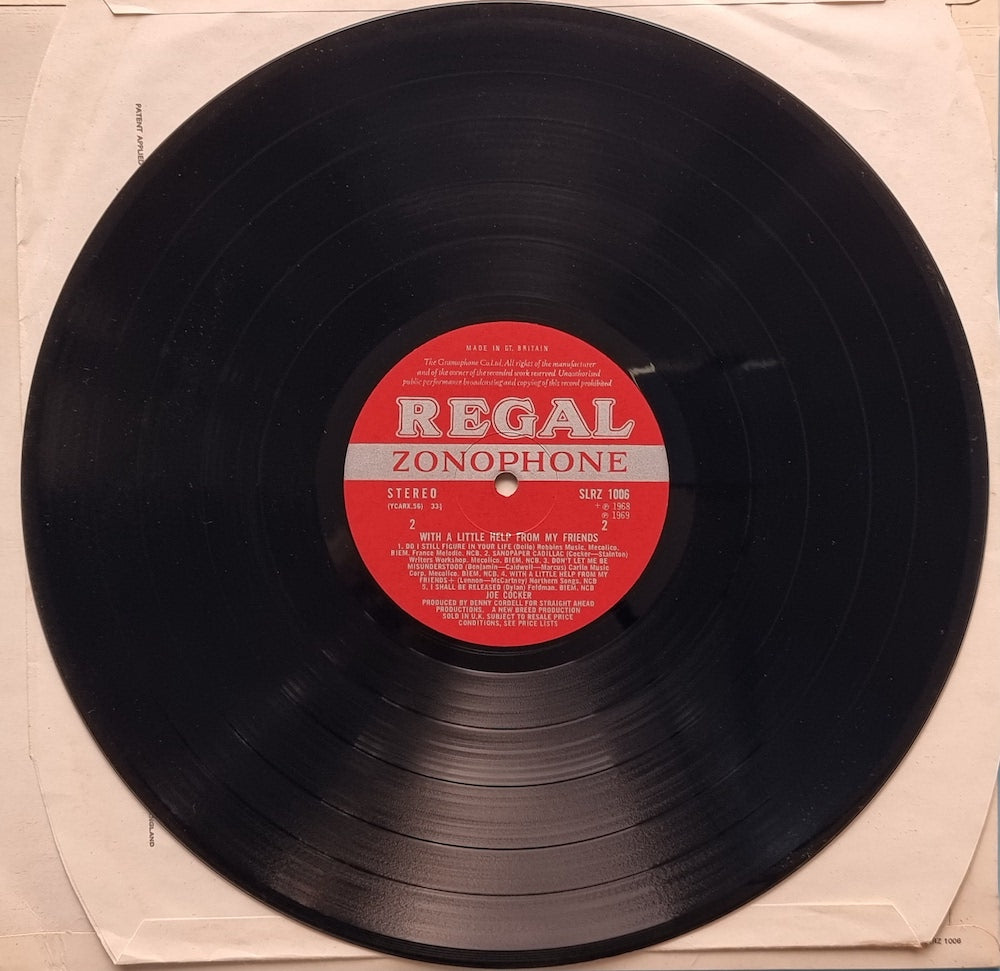 PATENT APPLIED
MADE IN GT. BRITAIN
The Gramophone Co.Ltd. All rights of the manufacturer
and of the owner of the recorded work reserved Unauthorised
public performance broadcasting and copying of this record prohibited
REGAL
ZONOPHONE
STEREO SLRZ 1006
(YCARX.56) 33⅓ + ℗ 1968
℗ 1969
2 2
WITH A LITTLE HELP FROM MY FRIENDS
1. DO I STILL FIGURE IN YOUR LIFE (Dello) Robbins Music, Mecolico,
BIEM, France Melodie, NCB. 2. SANDPAPER CADILLAC (Cocker—Stainton)
Writers Workshop, Mecolico, BIEM, NCB. 3. DON'T LET ME BE
MISUNDERSTOOD (Benjamin—Caldwell—Marcus) Carlin Music
Corp. Mecolico, BIEM, NCB. 4. WITH A LITTLE HELP FROM MY
FRIENDS+ (Lennon—McCartney) Northern Songs, NCB
5. I SHALL BE RELEASED (Dylan) Feldman, BIEM, NCB
JOE COCKER
PRODUCED BY DENNY CORDELL FOR STRAIGHT AHEAD
PRODUCTIONS. A NEW BREED PRODUCTION
SOLD IN U.K. SUBJECT TO RESALE PRICE
CONDITIONS, SEE PRICE LISTS
GLAND
RZ 1006